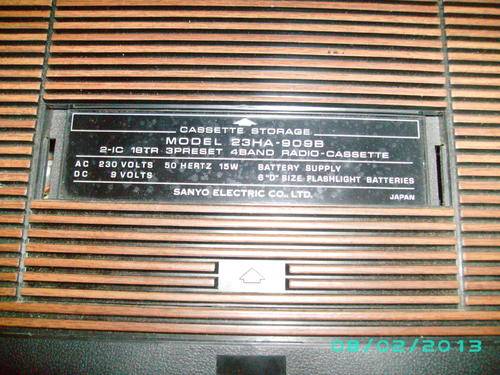 CASSETTE STORAGE
MODEL 23HA-909B
2-IC 18TR 3PRESET 4BAND RADIO-CASSETTE
AC 230 VOLTS 50 HERTZ 15W
DC 9 VOLTS
BATTERY SUPPLY
6 "D" SIZE FLASHLIGHT BATTERIES
SANYO ELECTRIC CO., LTD.
JAPAN
08/02/2013